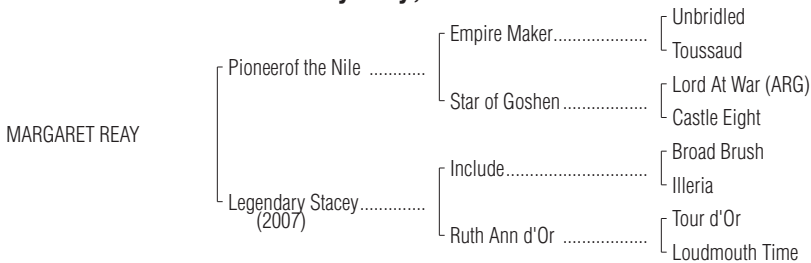 Unbridled
Empire Maker....................
Toussaud
Pioneerof the Nile ............
Lord At War (ARG)
Star of Goshen..................
Castle Eight
MARGARET REAY
Broad Brush
Include..............................
Illeria
Legendary Stacey..............
(2007)
Tour d'Or
Ruth Ann d'Or ..................
Loudmouth Time